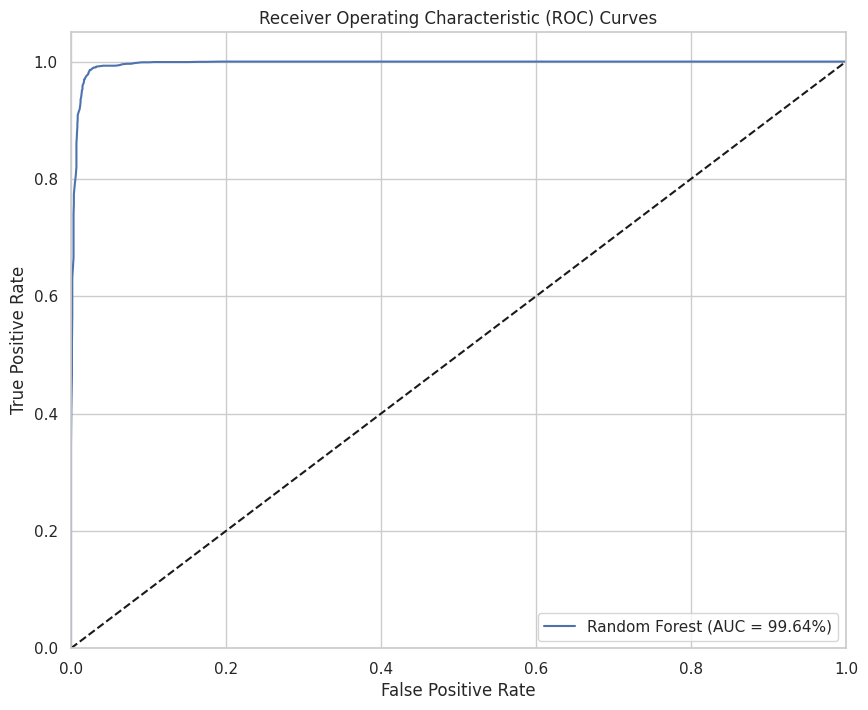 Receiver Operating Characteristic (ROC) Curves
True Positive Rate
1.0
0.8
0.6
0.4
0.2
0.0
Random Forest (AUC = 99.64%)
0.0 0.2 0.4 0.6 0.8 1.0
False Positive Rate